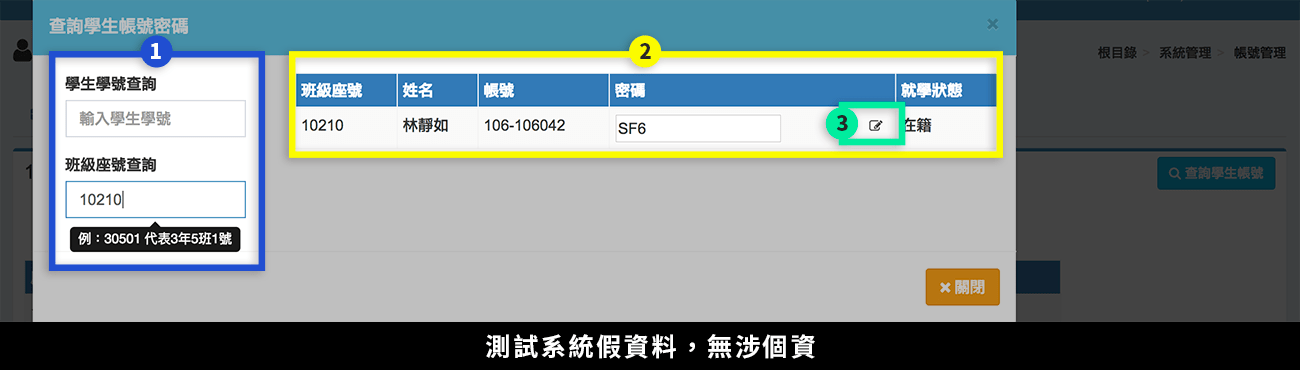 查詢學生帳號密碼
×
根目錄 > 系統管理 > 帳號管理
1
學生學號查詢
輸入學生學號
班級座號查詢
10210
例：30501 代表3年5班1號
2
班級座號 姓名 帳號 密碼 就學狀態
10210 林靜如 106-106042 SF6 3 在籍
查詢學生帳號
× 關閉
測試系統假資料，無涉個資